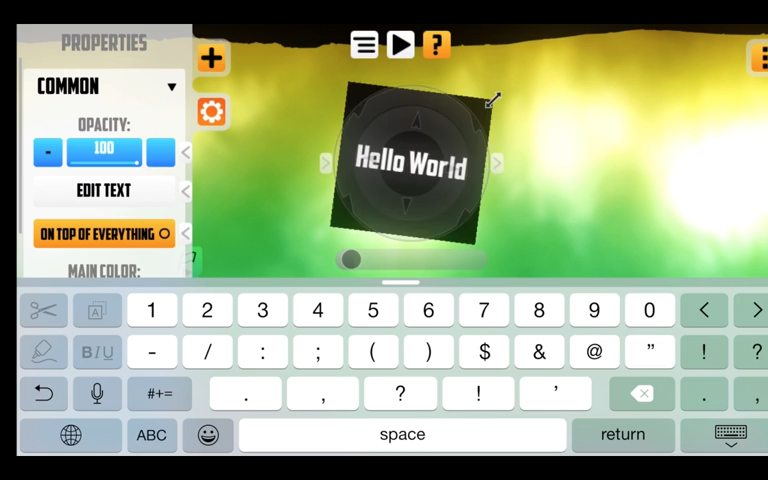 PROPERTIES
COMMON ▼
OPACITY:
- 100
EDIT TEXT
ON TOP OF EVERYTHING
MAIN COLOR:
?
Hello World
1 2 3 4 5 6 7 8 9 0 < >
B I U - / : ; ( ) $ & @ ” ! ?
#+= . , ? ! ’ . ,
ABC space return